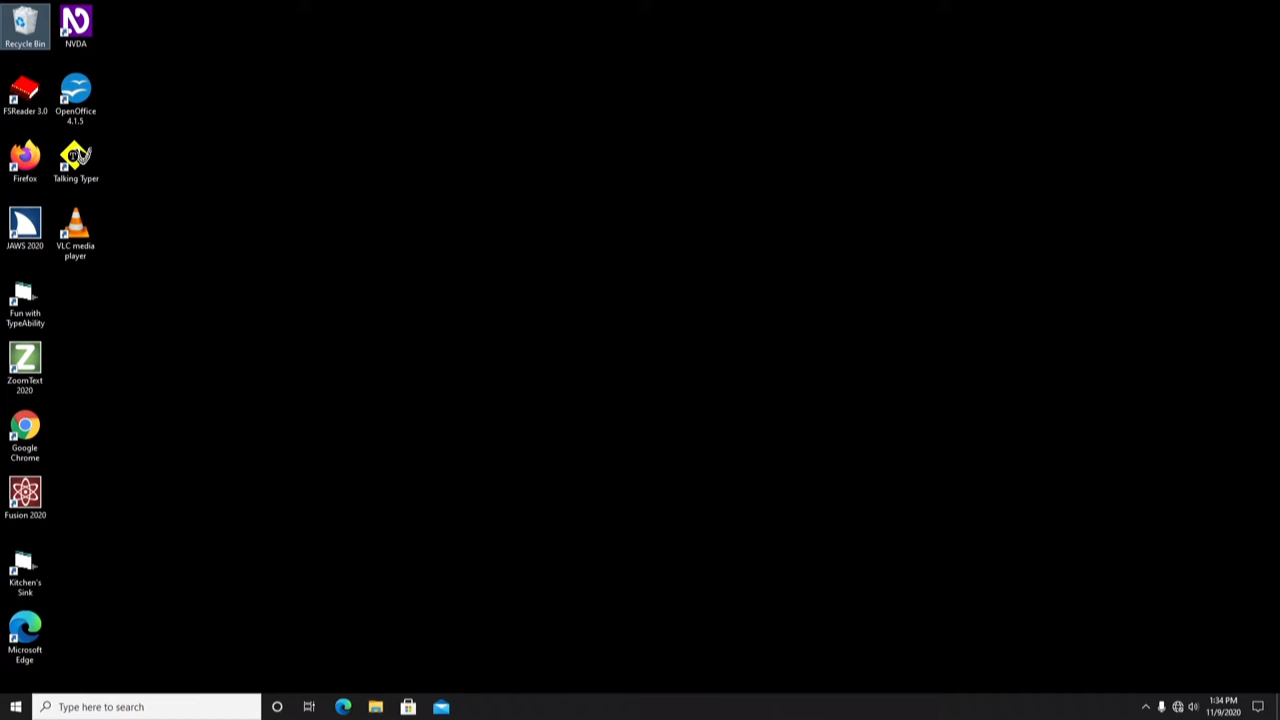 Recycle Bin
NVDA
FSReader 3.0
OpenOffice
4.1.5
Firefox
Talking Typer
JAWS 2020
VLC media
player
Fun with
TypeAbility
Z
ZoomText
2020
Google
Chrome
Fusion 2020
Kitchen's
Sink
Microsoft
Edge
Type here to search
1:34 PM
11/9/2020